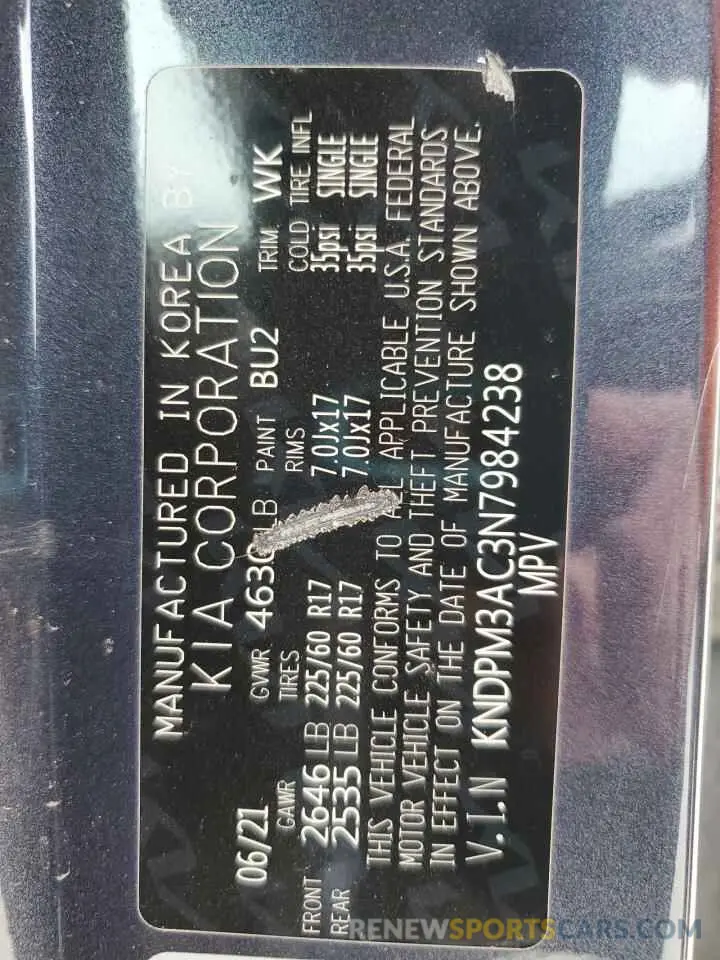 MANUFACTURED IN KOREA BY
KIA CORPORATION
06/21 GVWR 4630 LB PAINT BU2 TRIM WK
GAWR TIRES RIMS COLD TIRE INFL
FRONT 2646 LB 225/60 R17 7.0Jx17 35psi SINGLE
REAR 2535 LB 225/60 R17 7.0Jx17 35psi SINGLE
THIS VEHICLE CONFORMS TO ALL APPLICABLE U.S.A. FEDERAL
MOTOR VEHICLE SAFETY AND THEFT PREVENTION STANDARDS
IN EFFECT ON THE DATE OF MANUFACTURE SHOWN ABOVE.
V.I.N KNDPM3AC3N7984238
MPV
RENEWSPORTSCARS.COM